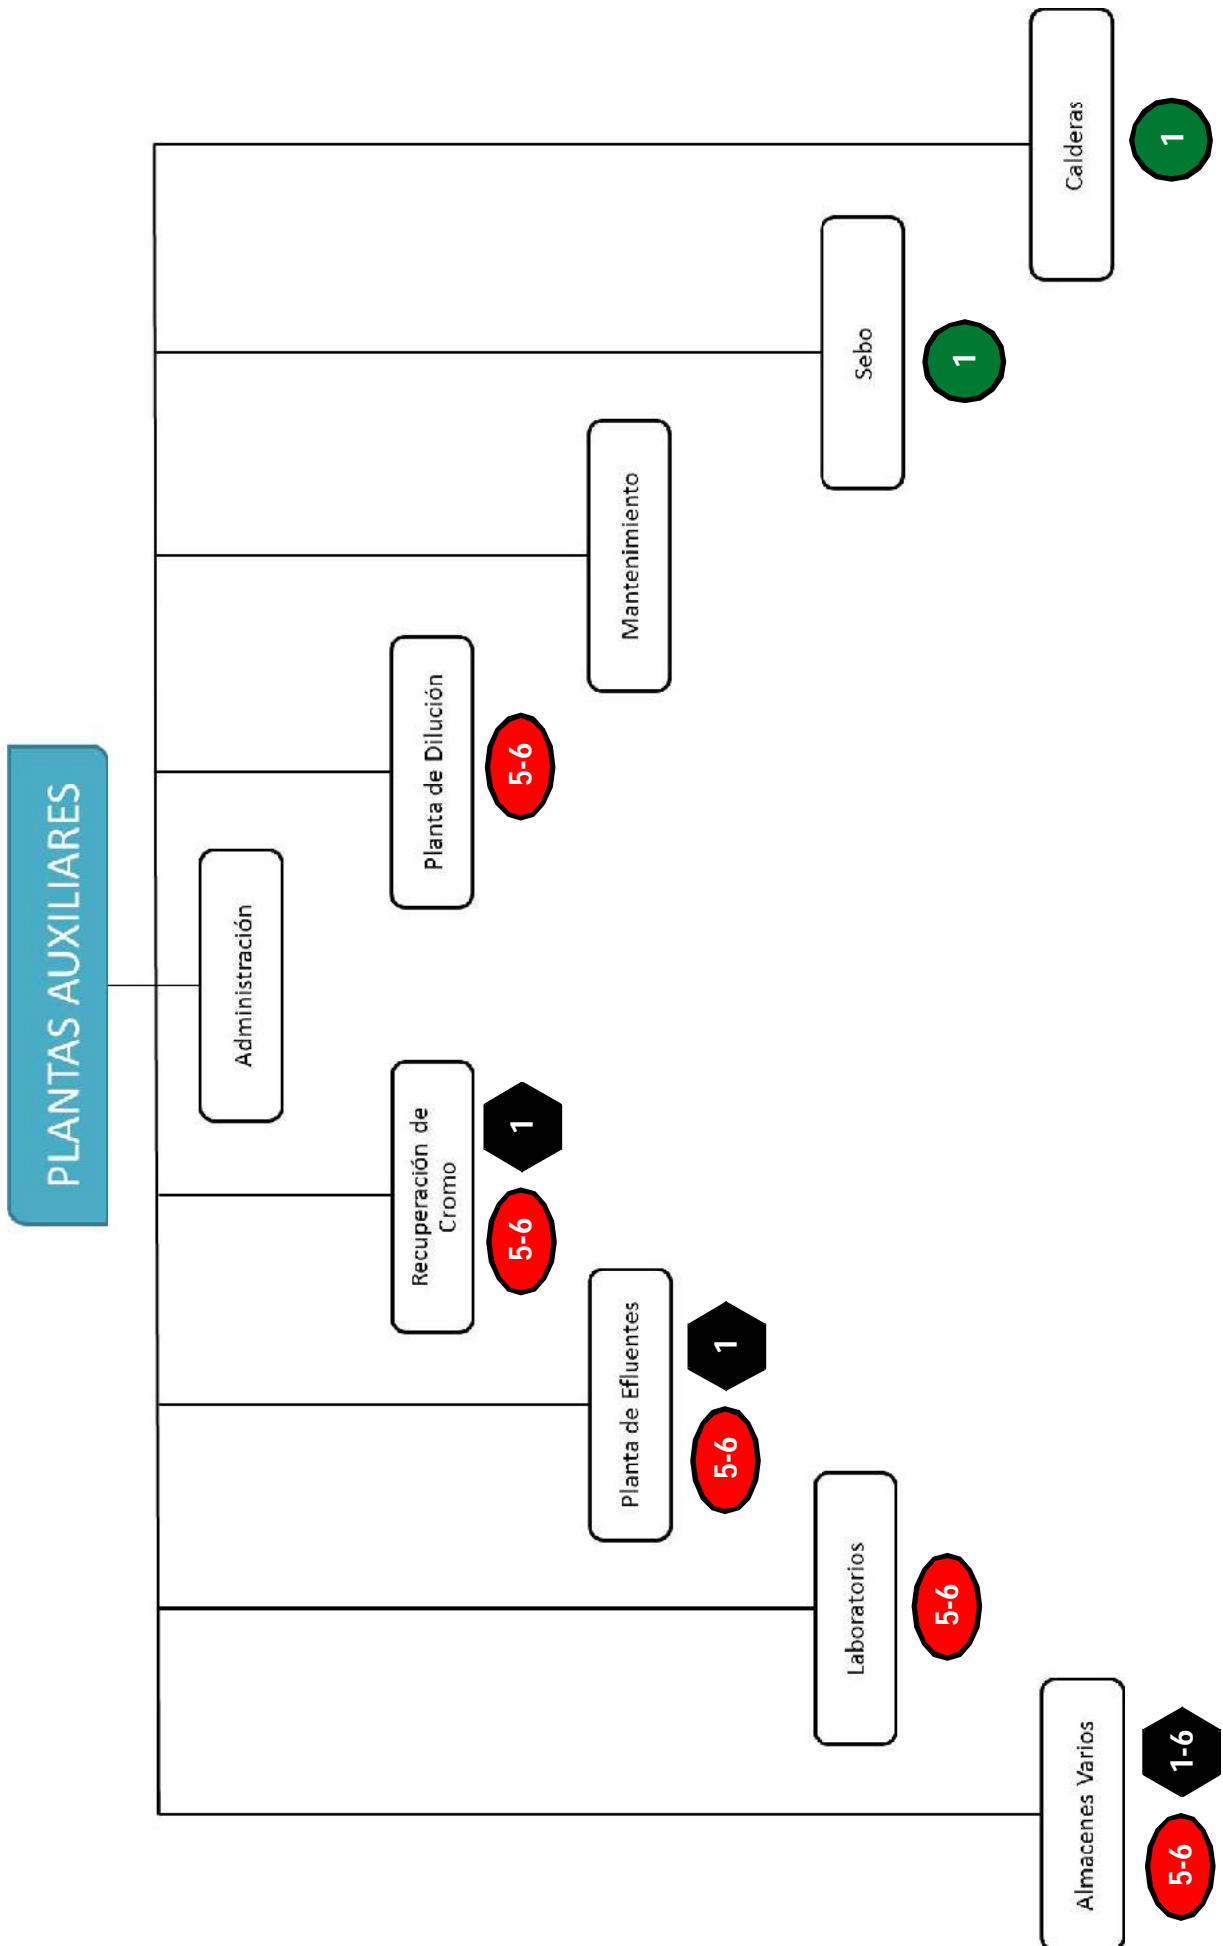 PLANTAS AUXILIARES
Administración
Recuperación de
Cromo
5-6
1
Planta de Dilución
5-6
Planta de Efluentes
5-6
1
Mantenimiento
Laboratorios
5-6
Sebo
1
Almacenes Varios
5-6
1-6
Calderas
1